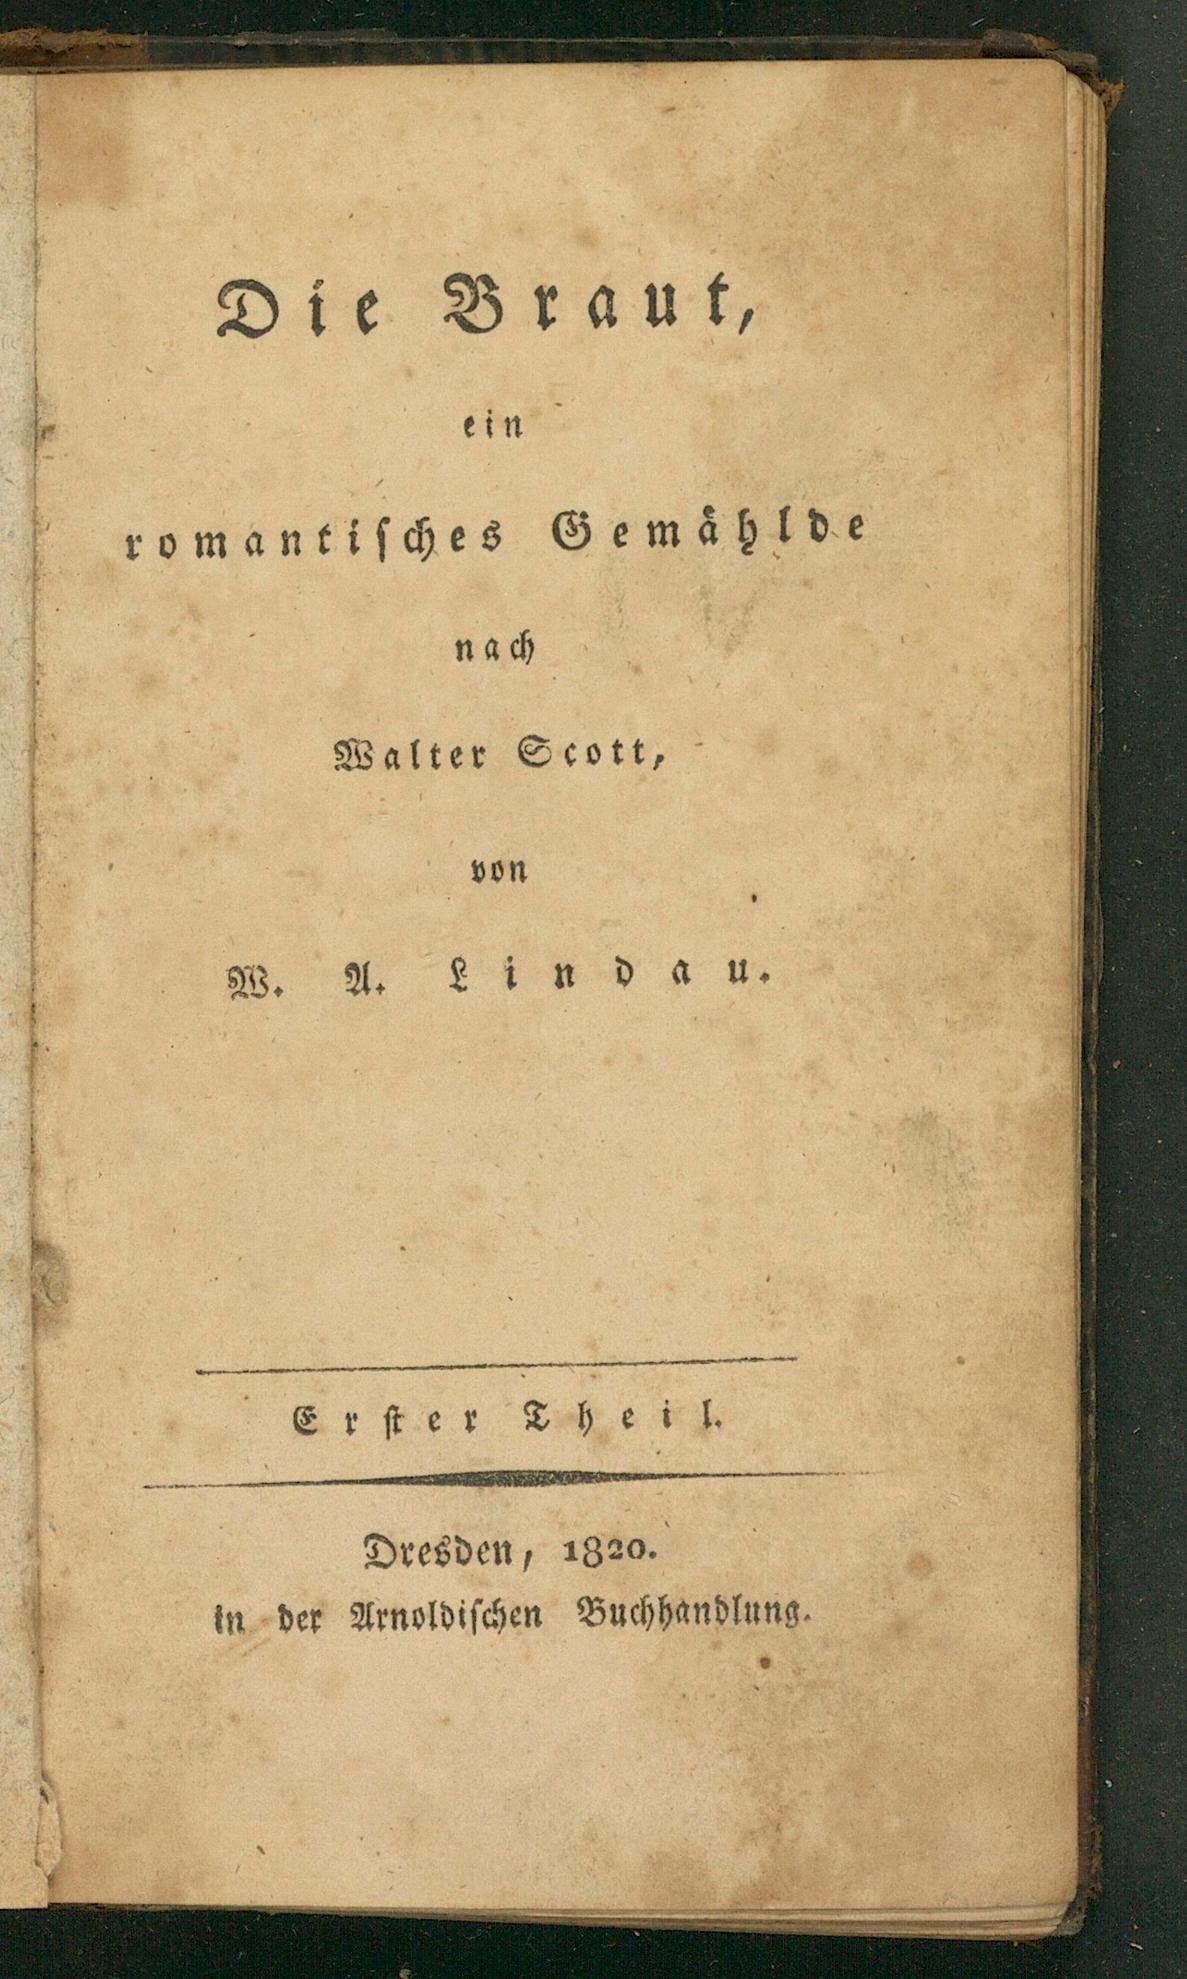 Die Braut,
ein
romantisches Gemählde
nach
Walter Scott,
von
W. A. Lindau.
Erster Theil.
Dresden, 1820.
in der Arnoldischen Buchhandlung.